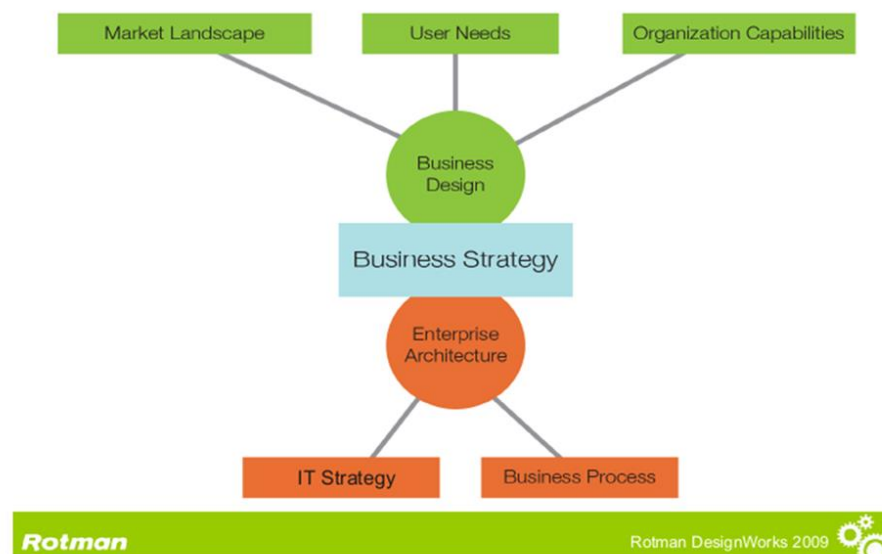 Market Landscape
User Needs
Organization Capabilities
Business
Design
Business Strategy
Enterprise
Architecture
IT Strategy
Business Process
Rotman
Rotman DesignWorks 2009